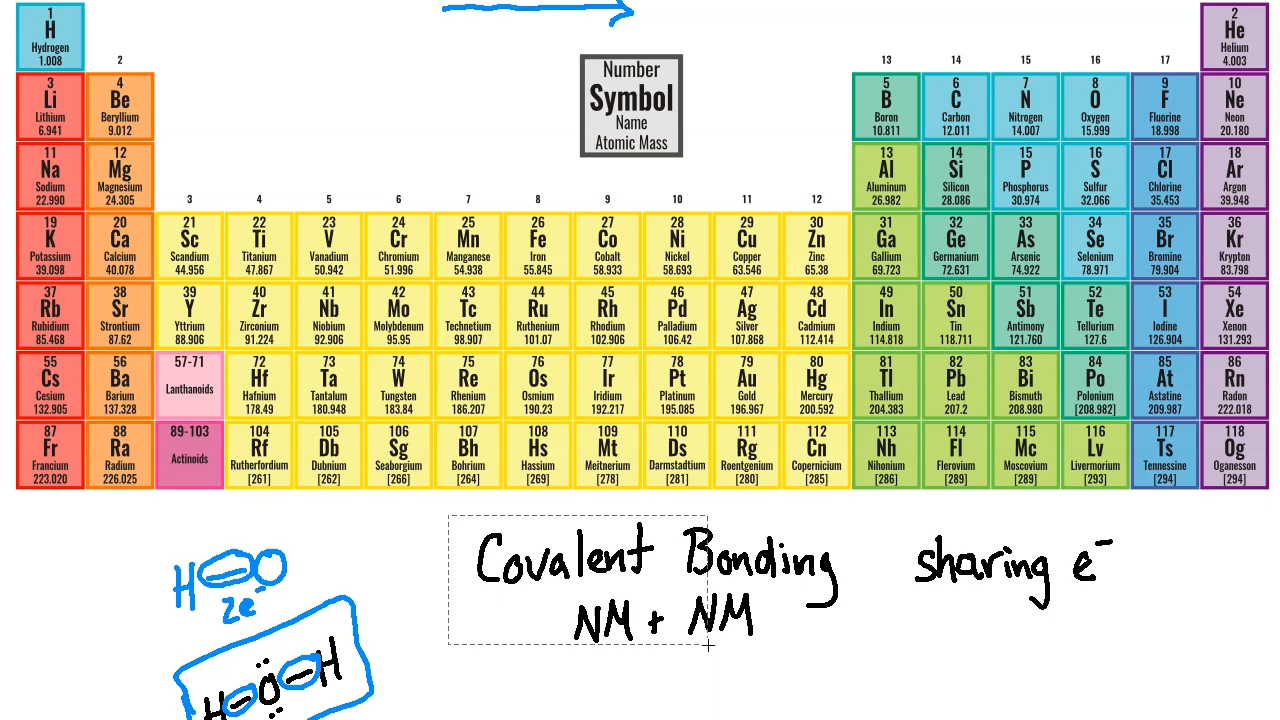 1 H Hydrogen 1.008
2 He Helium 4.003
2 13 14 15 16 17
Number
Symbol
Name
Atomic Mass
3 Li Lithium 6.941
4 Be Beryllium 9.012
5 B Boron 10.811
6 C Carbon 12.011
7 N Nitrogen 14.007
8 O Oxygen 15.999
9 F Fluorine 18.998
10 Ne Neon 20.180
11 Na Sodium 22.990
12 Mg Magnesium 24.305
13 Al Aluminum 26.982
14 Si Silicon 28.086
15 P Phosphorus 30.974
16 S Sulfur 32.066
17 Cl Chlorine 35.453
18 Ar Argon 39.948
3 4 5 6 7 8 9 10 11 12
19 K Potassium 39.098
20 Ca Calcium 40.078
21 Sc Scandium 44.956
22 Ti Titanium 47.867
23 V Vanadium 50.942
24 Cr Chromium 51.996
25 Mn Manganese 54.938
26 Fe Iron 55.845
27 Co Cobalt 58.933
28 Ni Nickel 58.693
29 Cu Copper 63.546
30 Zn Zinc 65.38
31 Ga Gallium 69.723
32 Ge Germanium 72.631
33 As Arsenic 74.922
34 Se Selenium 78.971
35 Br Bromine 79.904
36 Kr Krypton 83.798
37 Rb Rubidium 85.468
38 Sr Strontium 87.62
39 Y Yttrium 88.906
40 Zr Zirconium 91.224
41 Nb Niobium 92.906
42 Mo Molybdenum 95.95
43 Tc Technetium 98.907
44 Ru Ruthenium 101.07
45 Rh Rhodium 102.906
46 Pd Palladium 106.42
47 Ag Silver 107.868
48 Cd Cadmium 112.414
49 In Indium 114.818
50 Sn Tin 118.711
51 Sb Antimony 121.760
52 Te Tellurium 127.6
53 I Iodine 126.904
54 Xe Xenon 131.293
55 Cs Cesium 132.905
56 Ba Barium 137.328
57-71 Lanthanoids
72 Hf Hafnium 178.49
73 Ta Tantalum 180.948
74 W Tungsten 183.84
75 Re Rhenium 186.207
76 Os Osmium 190.23
77 Ir Iridium 192.217
78 Pt Platinum 195.085
79 Au Gold 196.967
80 Hg Mercury 200.592
81 Tl Thallium 204.383
82 Pb Lead 207.2
83 Bi Bismuth 208.980
84 Po Polonium [208.982]
85 At Astatine 209.987
86 Rn Radon 222.018
87 Fr Francium 223.020
88 Ra Radium 226.025
89-103 Actinoids
104 Rf Rutherfordium [261]
105 Db Dubnium [262]
106 Sg Seaborgium [266]
107 Bh Bohrium [264]
108 Hs Hassium [269]
109 Mt Meitnerium [278]
110 Ds Darmstadtium [281]
111 Rg Roentgenium [280]
112 Cn Copernicium [285]
113 Nh Nihonium [286]
114 Fl Flerovium [289]
115 Mc Moscovium [289]
116 Lv Livermorium [293]
117 Ts Tennessine [294]
118 Og Oganesson [294]
Covalent Bonding sharing e⁻
NM + NM
H–O
2e⁻
H–Ö–H